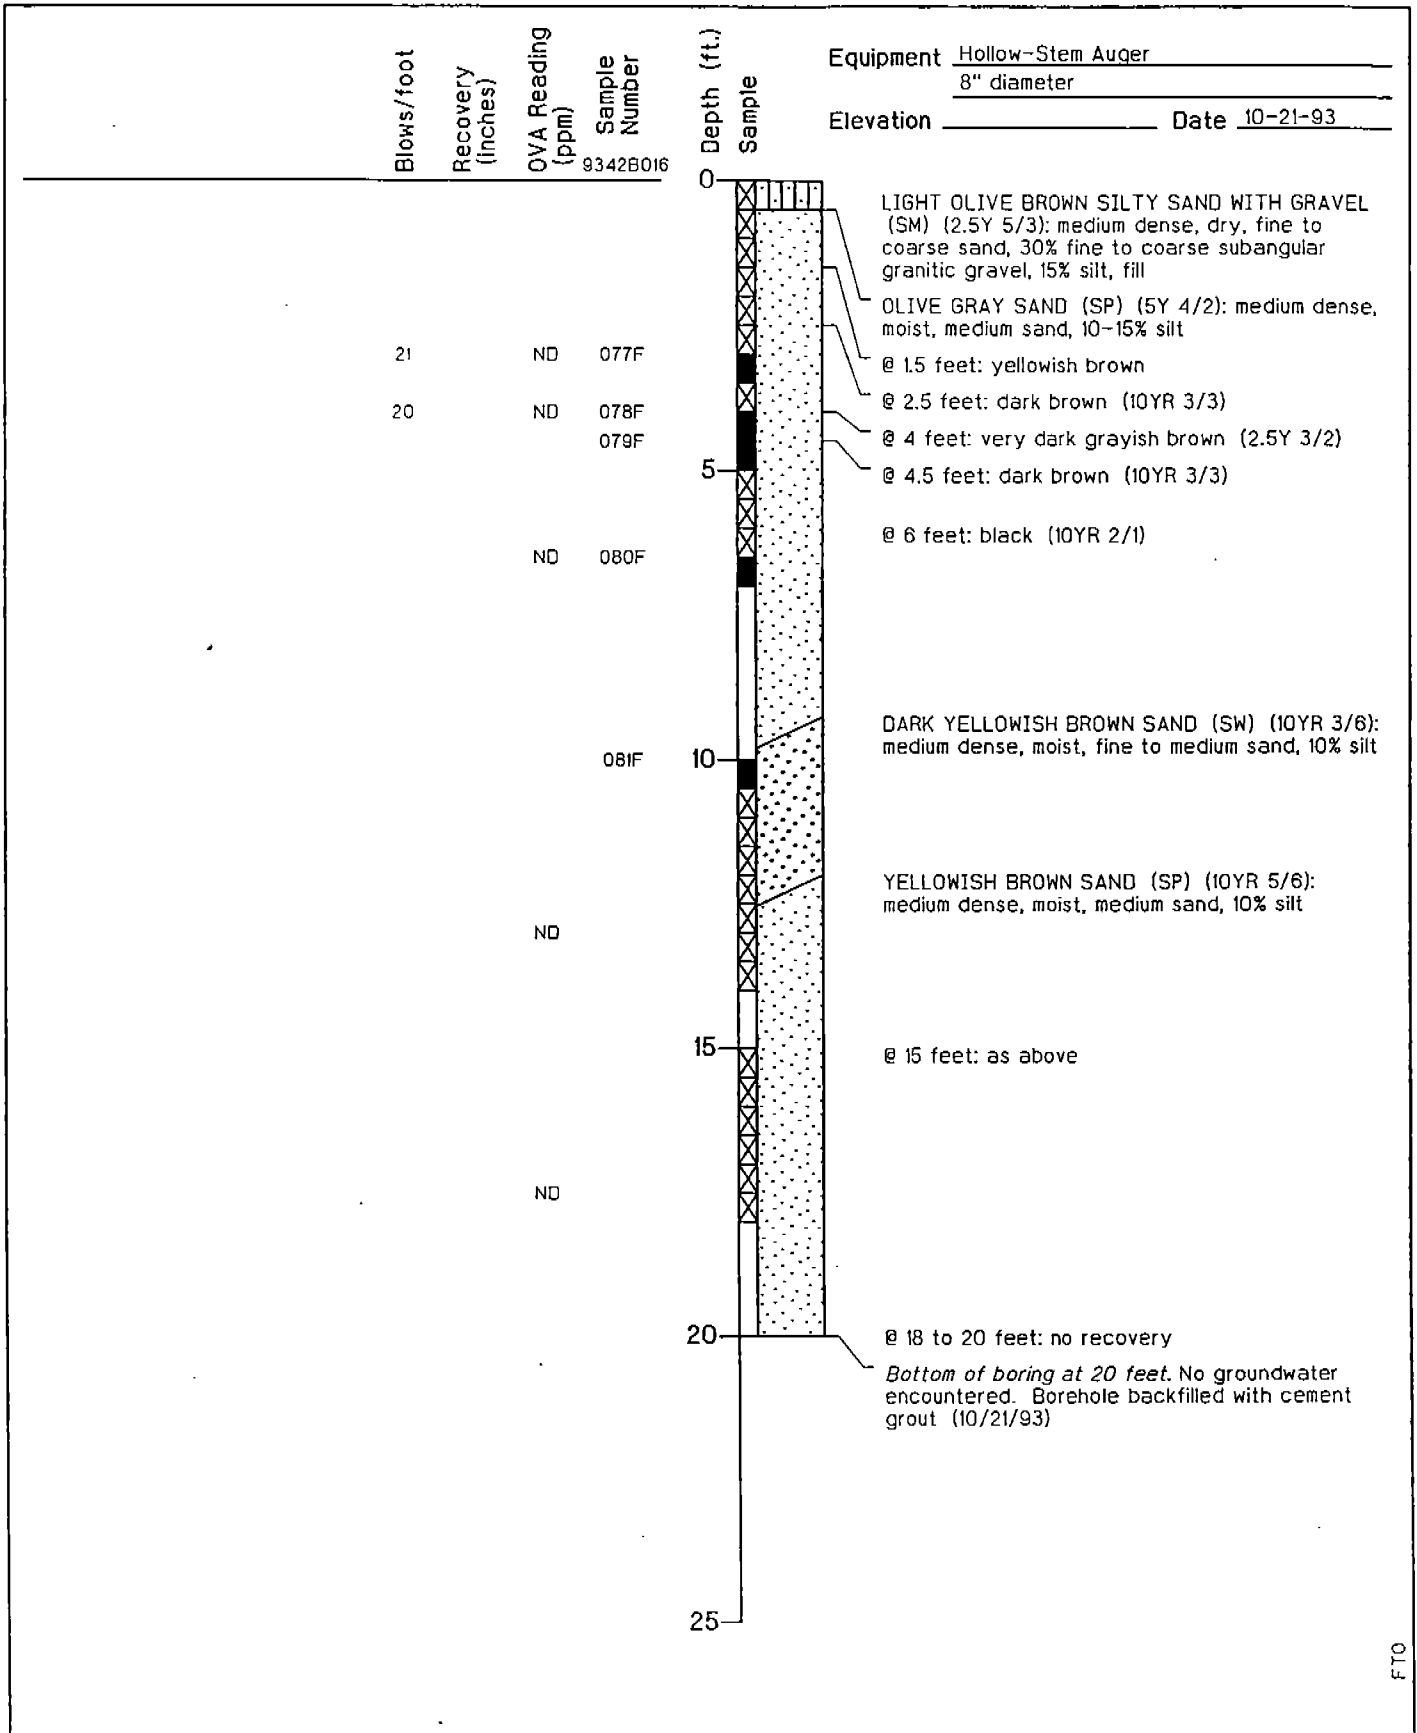 Blows/foot
Recovery
(inches)
OVA Reading
(ppm)
Sample
Number
9342B016
Depth (ft.)
Sample
Equipment Hollow-Stem Auger
8" diameter
Elevation
Date 10-21-93
0
LIGHT OLIVE BROWN SILTY SAND WITH GRAVEL
(SM) (2.5Y 5/3): medium dense, dry, fine to
coarse sand, 30% fine to coarse subangular
granitic gravel, 15% silt, fill
OLIVE GRAY SAND (SP) (5Y 4/2): medium dense,
moist, medium sand, 10-15% silt
21 ND 077F
@ 1.5 feet: yellowish brown
@ 2.5 feet: dark brown (10YR 3/3)
20 ND 078F
@ 4 feet: very dark grayish brown (2.5Y 3/2)
079F
5
@ 4.5 feet: dark brown (10YR 3/3)
@ 6 feet: black (10YR 2/1)
ND 080F
DARK YELLOWISH BROWN SAND (SW) (10YR 3/6):
medium dense, moist, fine to medium sand, 10% silt
081F
10
YELLOWISH BROWN SAND (SP) (10YR 5/6):
medium dense, moist, medium sand, 10% silt
ND
15
@ 15 feet: as above
ND
20
@ 18 to 20 feet: no recovery
Bottom of boring at 20 feet. No groundwater
encountered. Borehole backfilled with cement
grout (10/21/93)
25
FTO